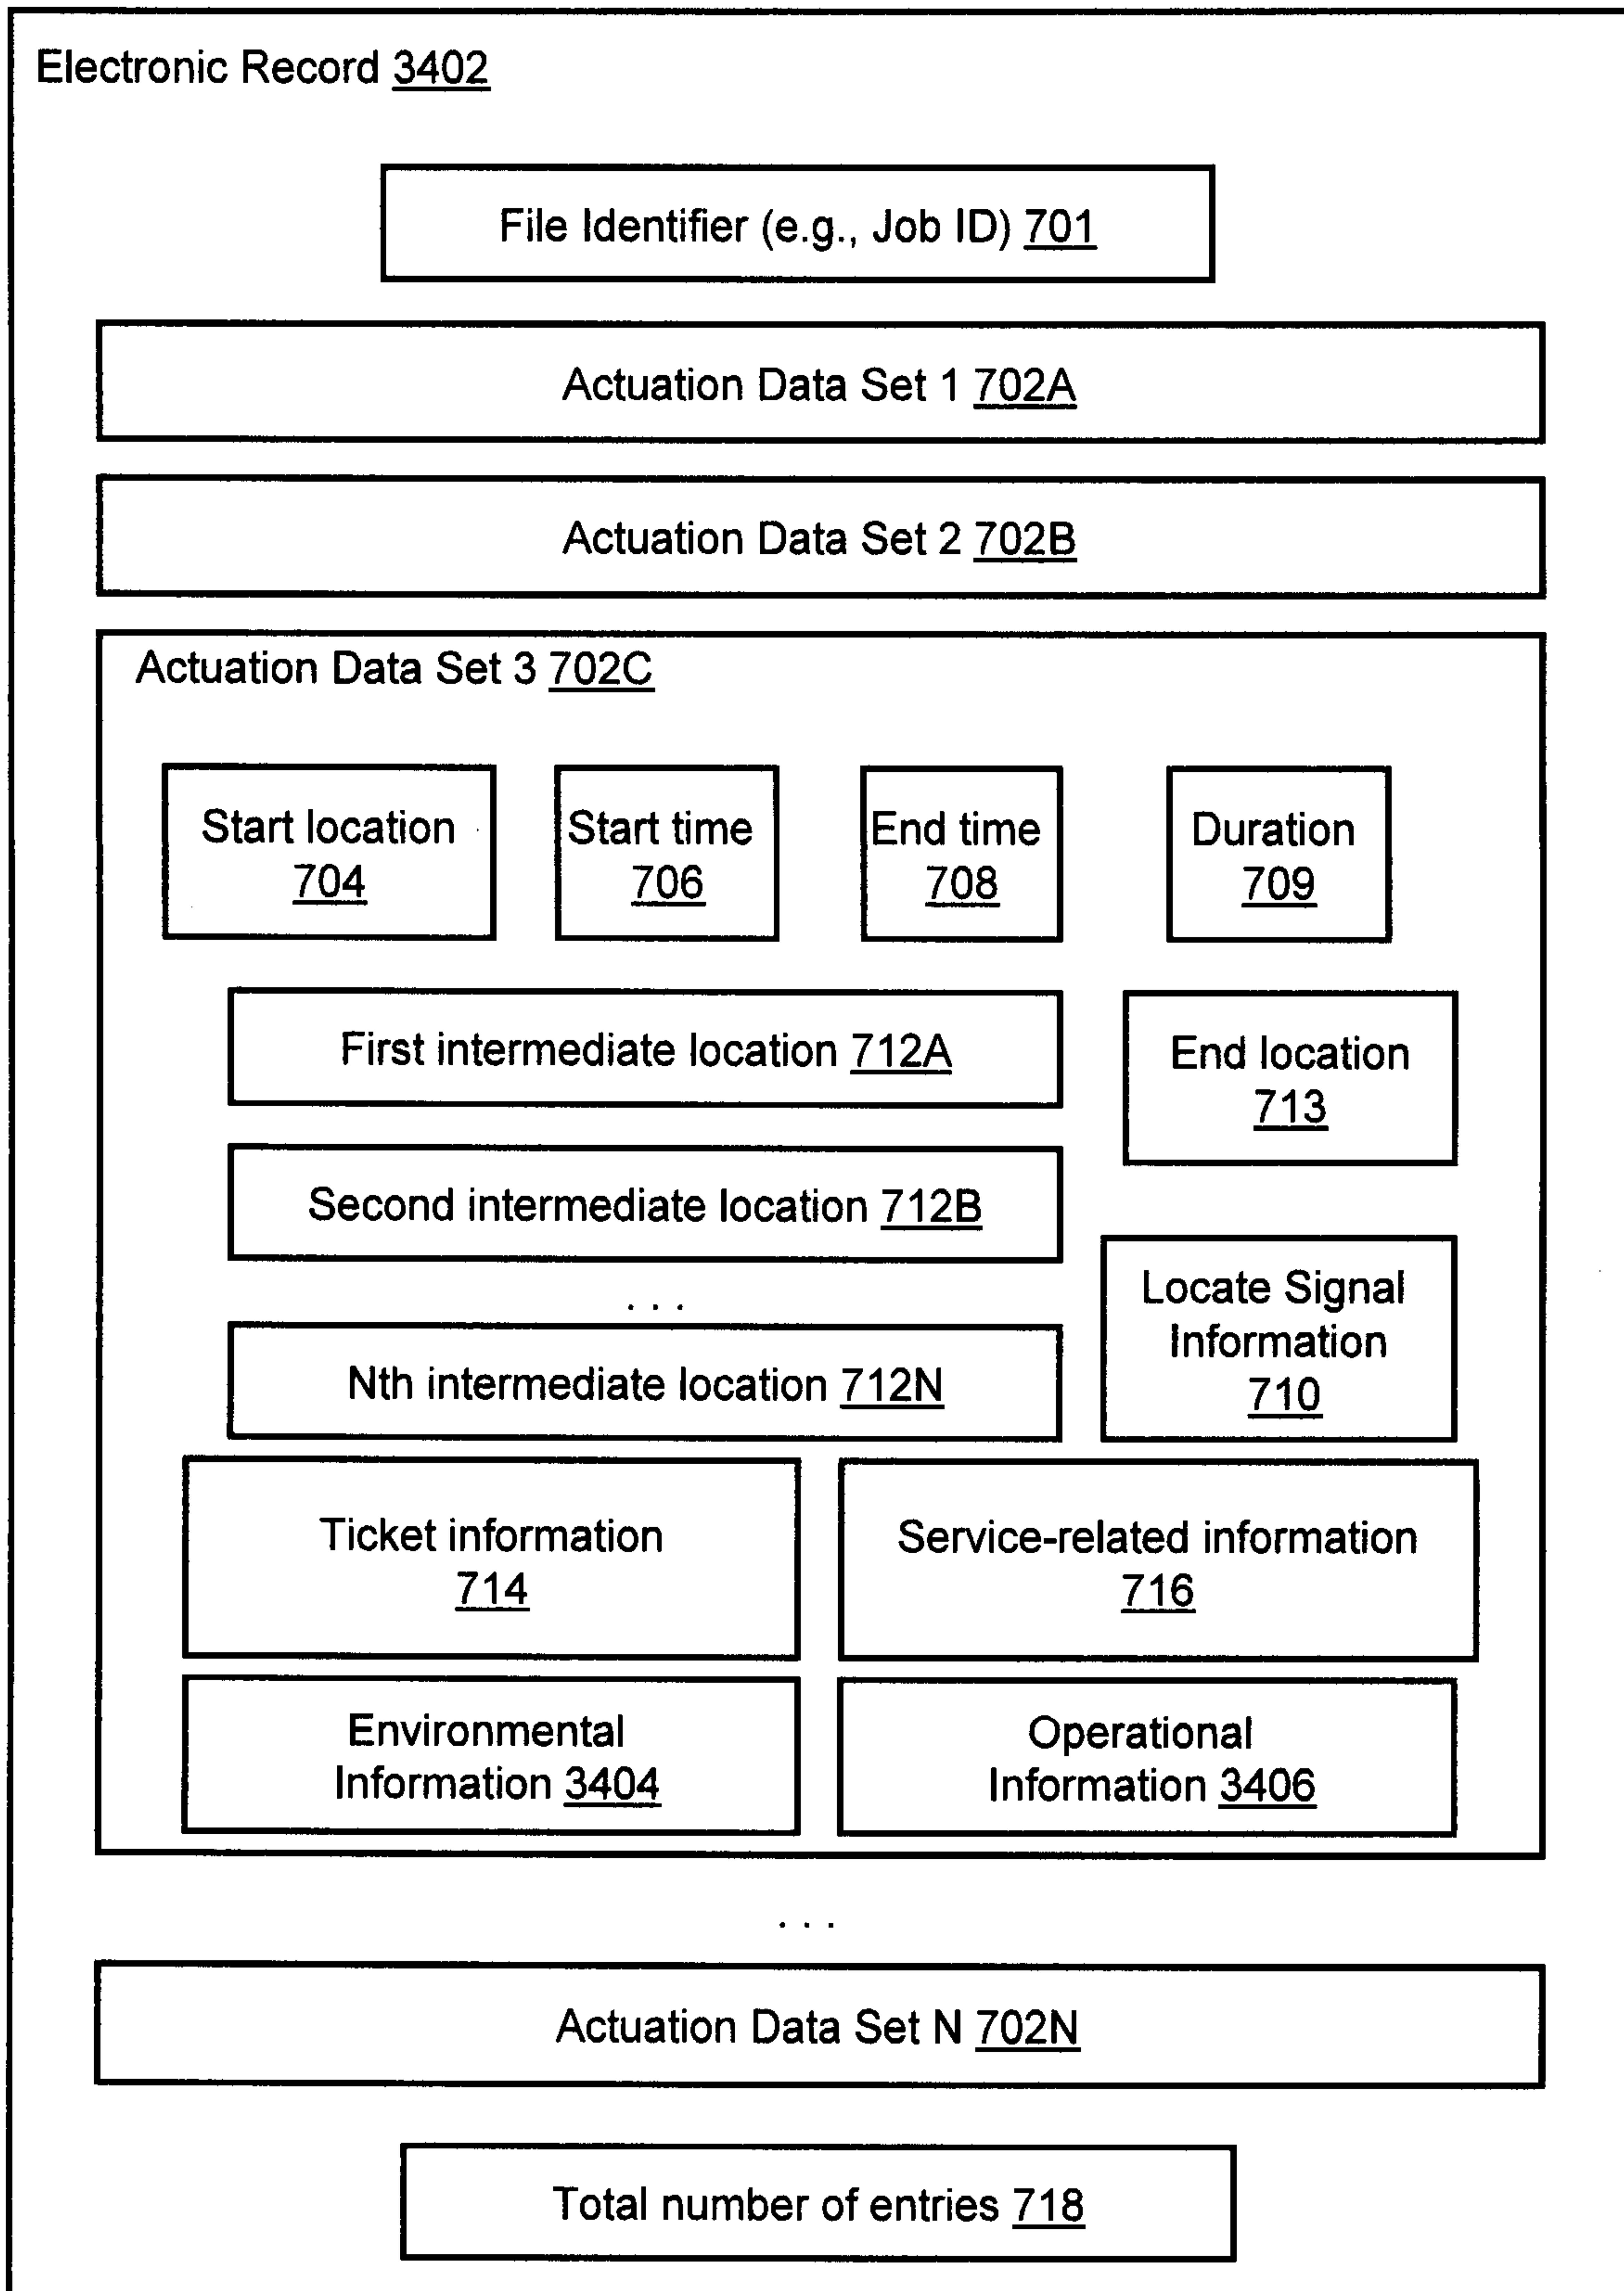 Electronic Record 3402
File Identifier (e.g., Job ID) 701
Actuation Data Set 1 702A
Actuation Data Set 2 702B
Actuation Data Set 3 702C
Start location
704
Start time
706
End time
708
Duration
709
First intermediate location 712A
End location
713
Second intermediate location 712B
. . .
Locate Signal
Information
710
Nth intermediate location 712N
Ticket information
714
Service-related information
716
Environmental
Information 3404
Operational
Information 3406
. . .
Actuation Data Set N 702N
Total number of entries 718